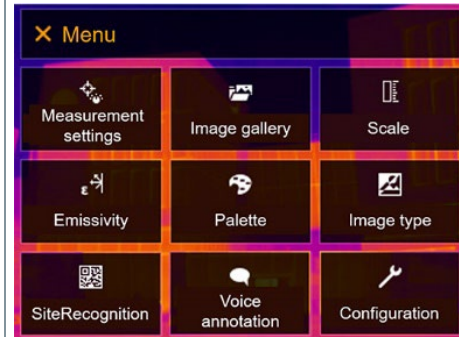 Menu
Measurement
settings
Image gallery
Scale
ε
Emissivity
Palette
Image type
SiteRecognition
Voice
annotation
Configuration